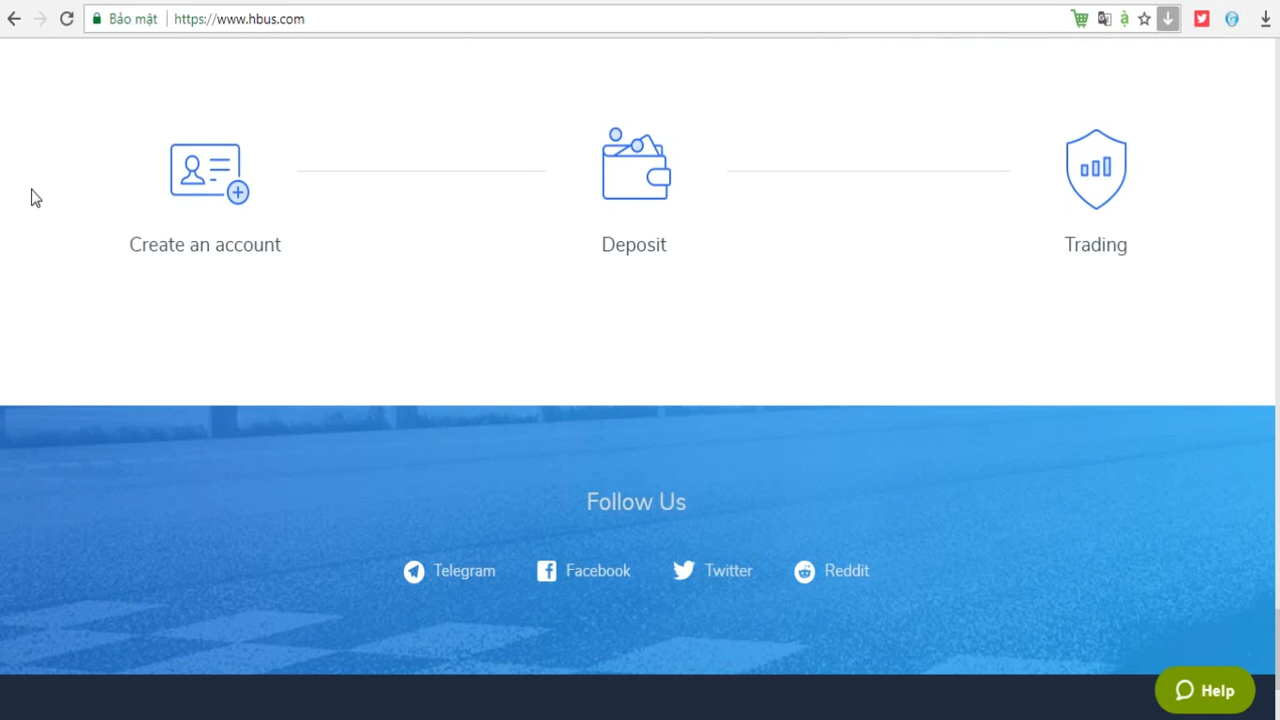 Bảo mật https://www.hbus.com
Create an account Deposit Trading
Follow Us
Telegram Facebook Twitter Reddit
Help